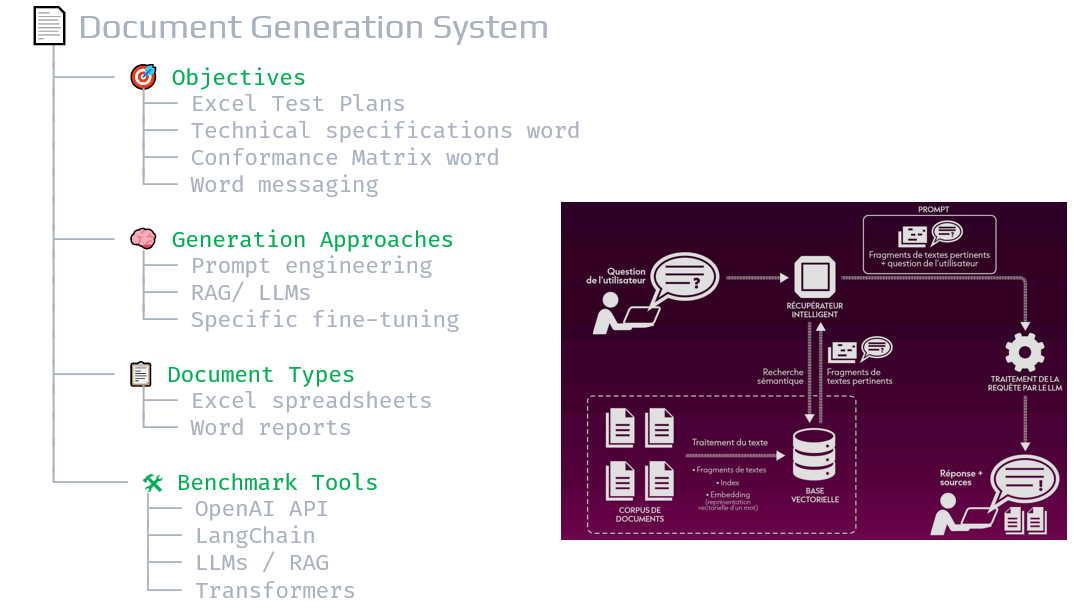 Document Generation System
Objectives
Excel Test Plans
Technical specifications word
Conformance Matrix word
Word messaging
Generation Approaches
Prompt engineering
RAG/ LLMs
Specific fine-tuning
Document Types
Excel spreadsheets
Word reports
Benchmark Tools
OpenAI API
LangChain
LLMs / RAG
Transformers
PROMPT
Fragments de textes pertinents
+ question de l'utilisateur
Question
de l'utilisateur
?
RÉCUPÉRATEUR
INTELLIGENT
Recherche
sémantique
Fragments de
textes pertinents
TRAITEMENT DE LA
REQUÊTE PAR LE LLM
Traitement du texte
• Fragments de textes
• Index
• Embedding
(représentation
vectorielle d'un mot)
CORPUS DE
DOCUMENTS
BASE
VECTORIELLE
Réponse +
sources
!